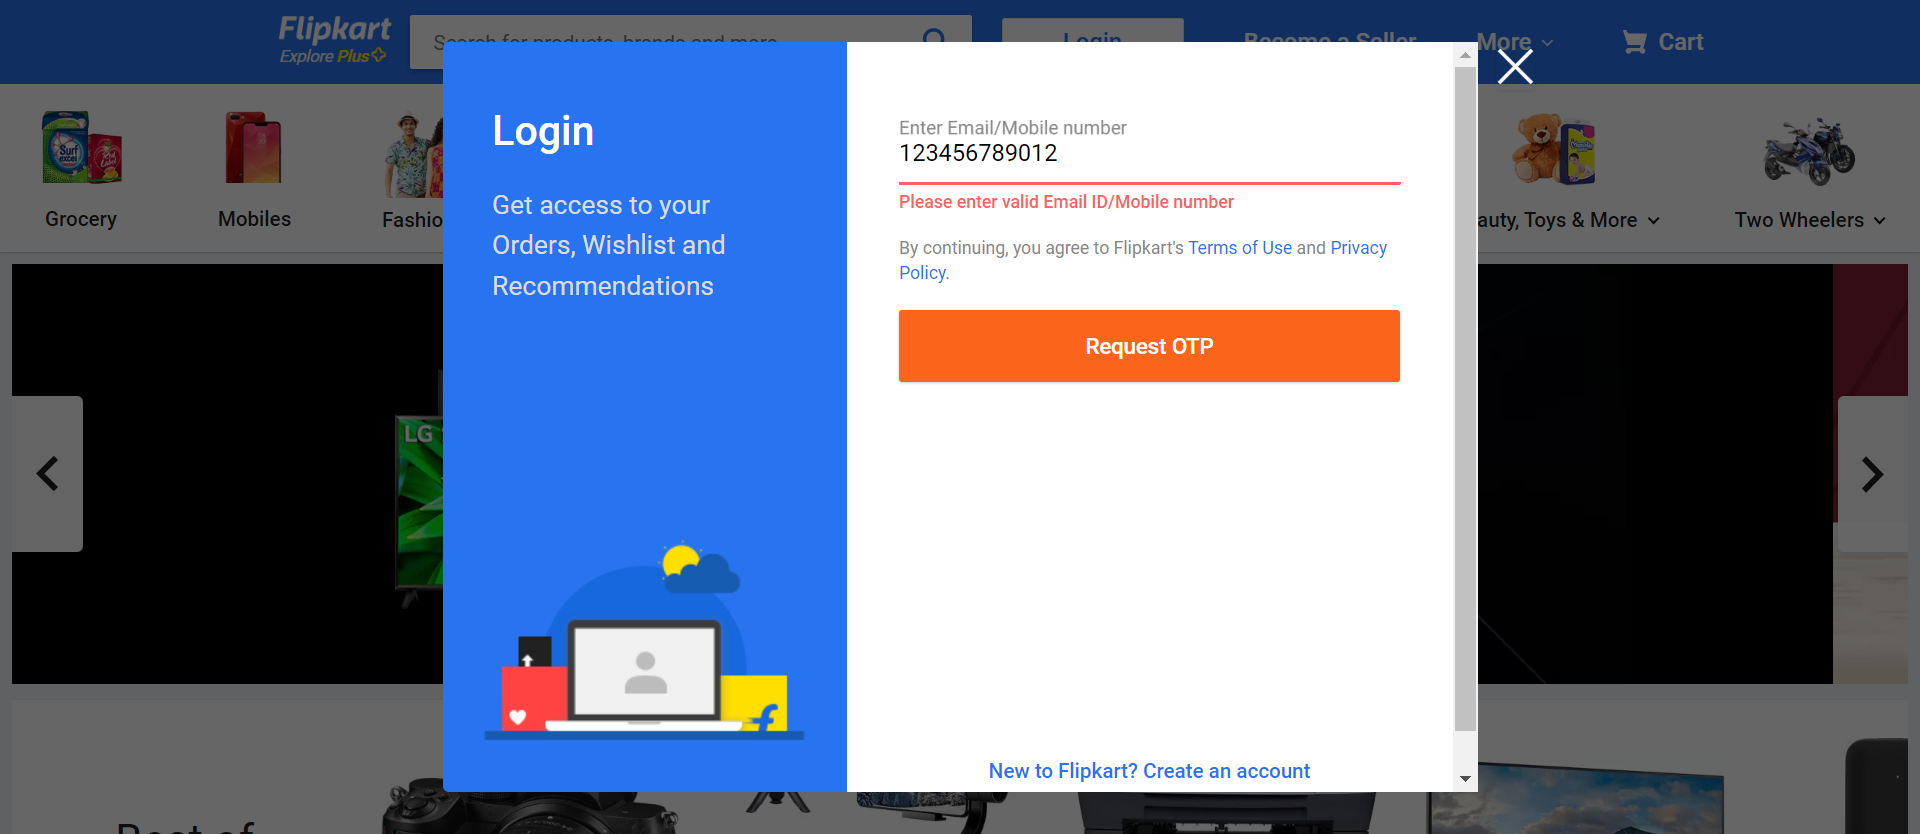 Flipkart
Explore Plus
Search for products, brands and more
Login
Become a Seller
More
Cart
Grocery
Mobiles
Fashio
auty, Toys & More
Two Wheelers
Login
Get access to your
Orders, Wishlist and
Recommendations
Enter Email/Mobile number
123456789012
Please enter valid Email ID/Mobile number
By continuing, you agree to Flipkart's Terms of Use and Privacy
Policy.
Request OTP
New to Flipkart? Create an account
LG
Surf
excel
Best of